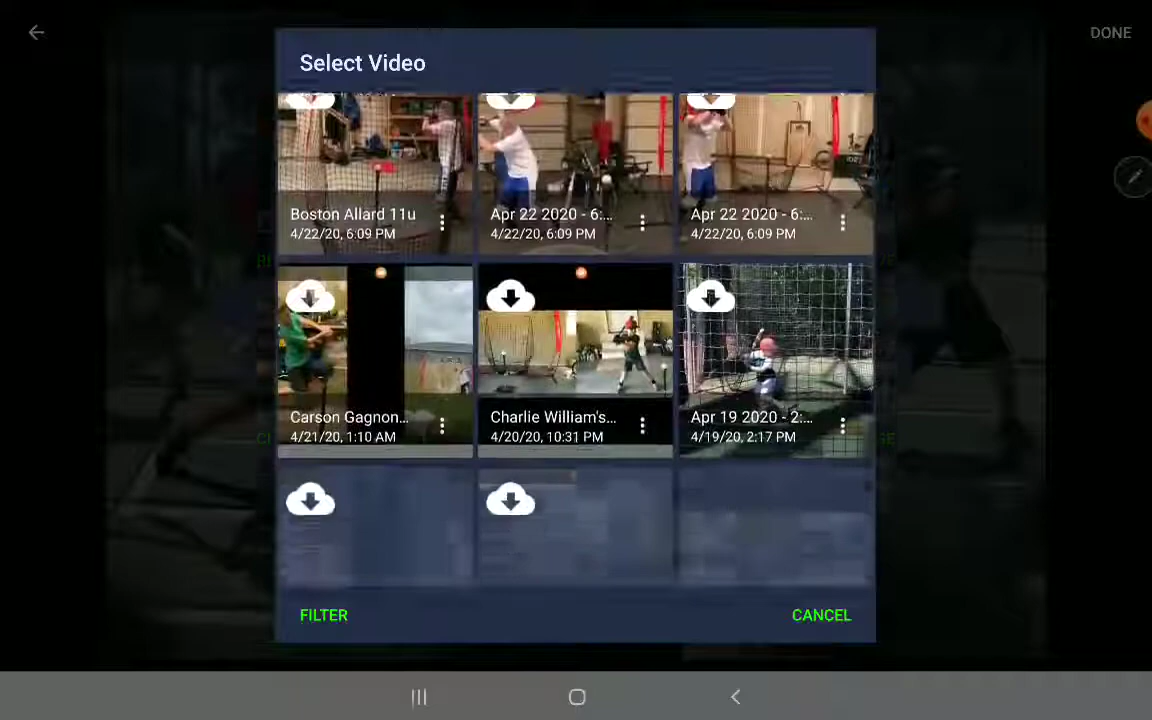 DONE
Select Video
Boston Allard 11u
4/22/20, 6:09 PM
Apr 22 2020 - 6:...
4/22/20, 6:09 PM
Apr 22 2020 - 6:...
4/22/20, 6:09 PM
Carson Gagnon...
4/21/20, 1:10 AM
Charlie William's...
4/20/20, 10:31 PM
Apr 19 2020 - 2:...
4/19/20, 2:17 PM
FILTER
CANCEL